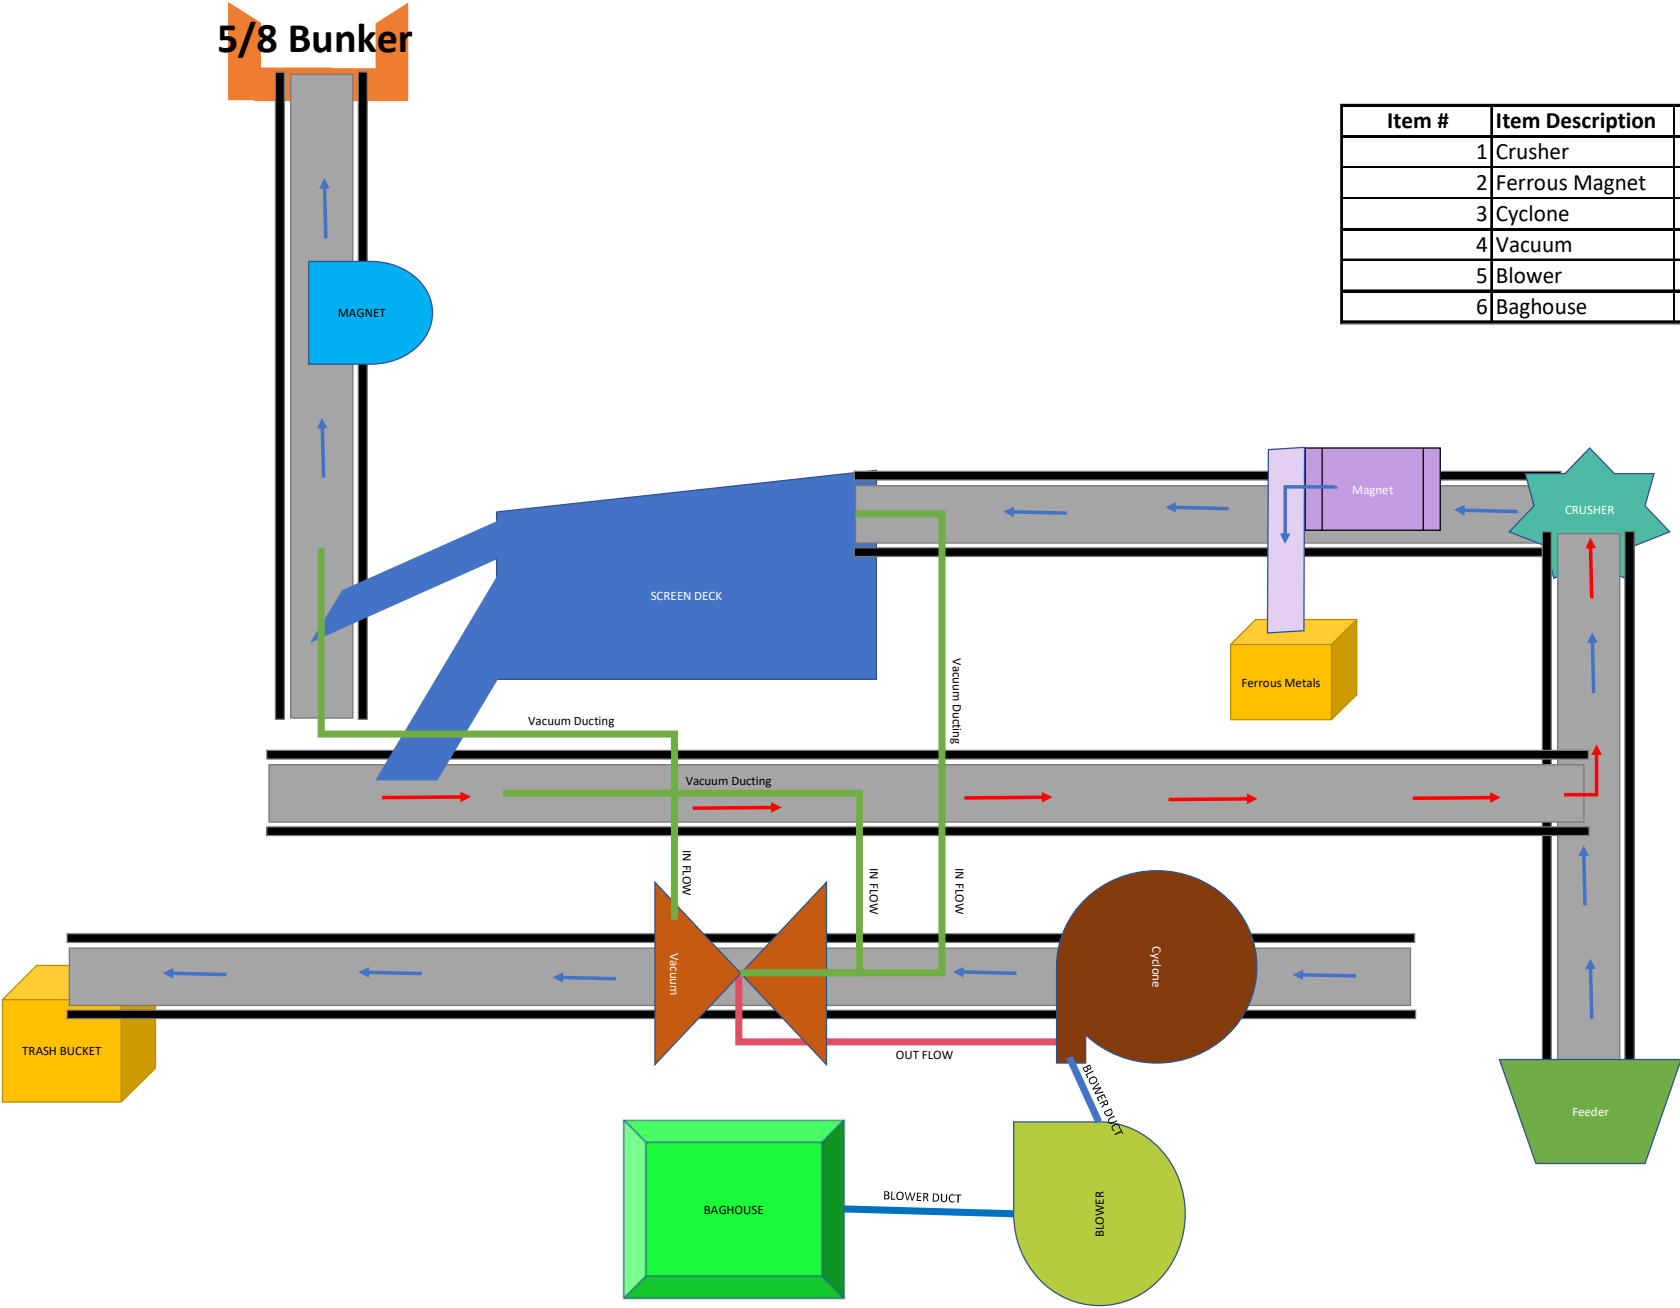 5/8 Bunker
Item # Item Description
1 Crusher
2 Ferrous Magnet
3 Cyclone
4 Vacuum
5 Blower
6 Baghouse
MAGNET
Magnet
CRUSHER
SCREEN DECK
Ferrous Metals
Vacuum Ducting
Vacuum Ducting
Vacuum Ducting
IN FLOW
IN FLOW
IN FLOW
Vacuum
Cyclone
TRASH BUCKET
OUT FLOW
BLOWER DUCT
Feeder
BAGHOUSE
BLOWER DUCT
BLOWER